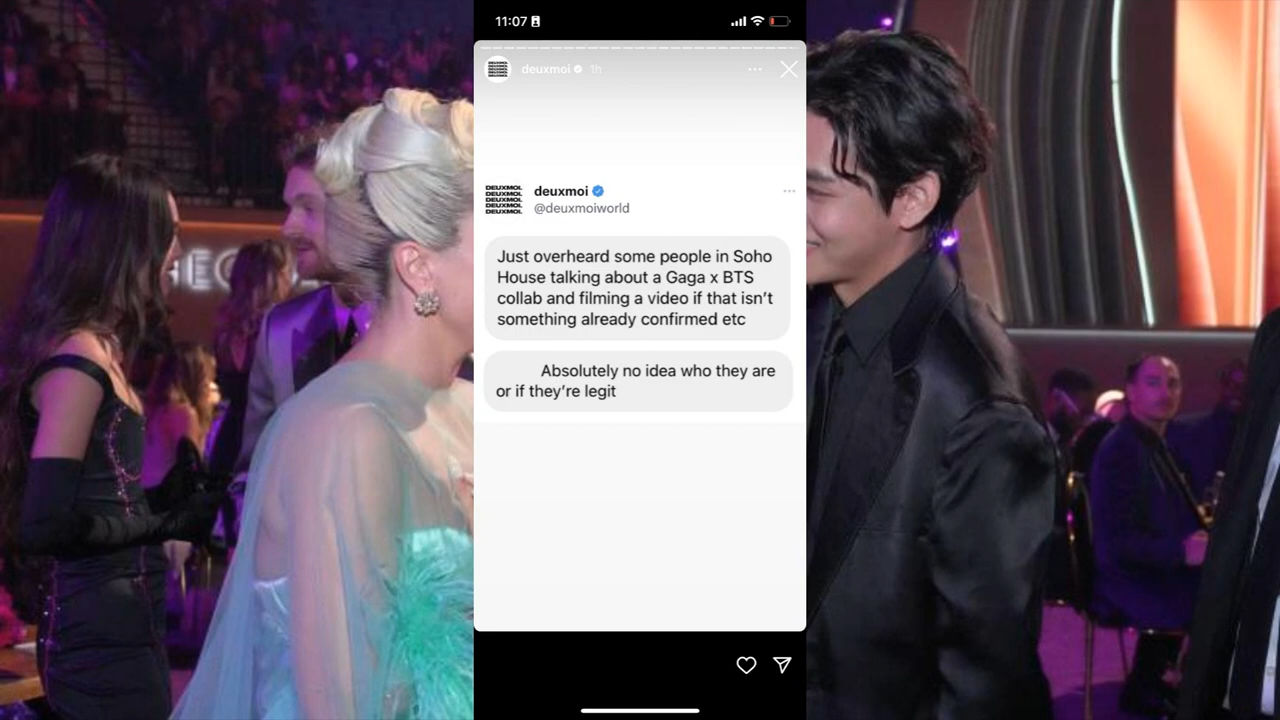 11:07
deuxmoi 1h
deuxmoi
@deuxmoiworld
Just overheard some people in Soho
House talking about a Gaga x BTS
collab and filming a video if that isn't
something already confirmed etc
Absolutely no idea who they are
or if they're legit
DEUXMOI.
DEUXMOI.
DEUXMOI.
DEUXMOI.
DEUXMOI.